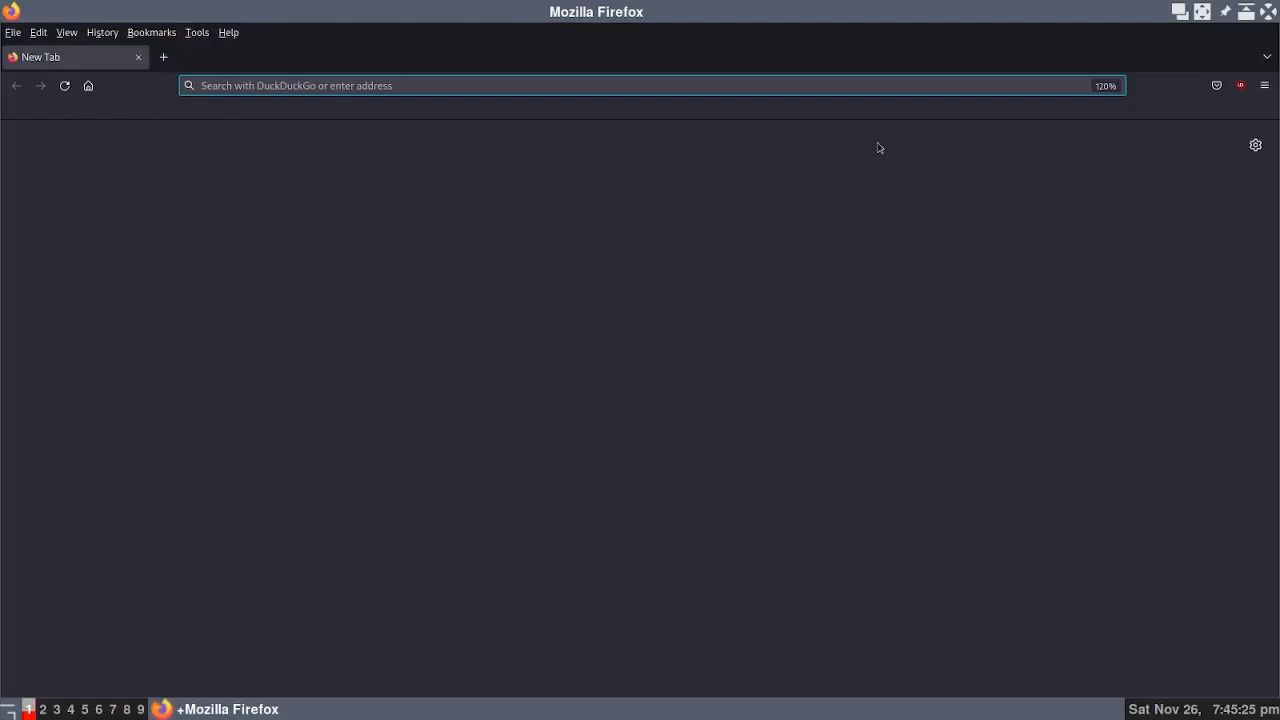 Mozilla Firefox
File Edit View History Bookmarks Tools Help
New Tab
Search with DuckDuckGo or enter address 120%
1 2 3 4 5 6 7 8 9 +Mozilla Firefox Sat Nov 26, 7:45:25 pm